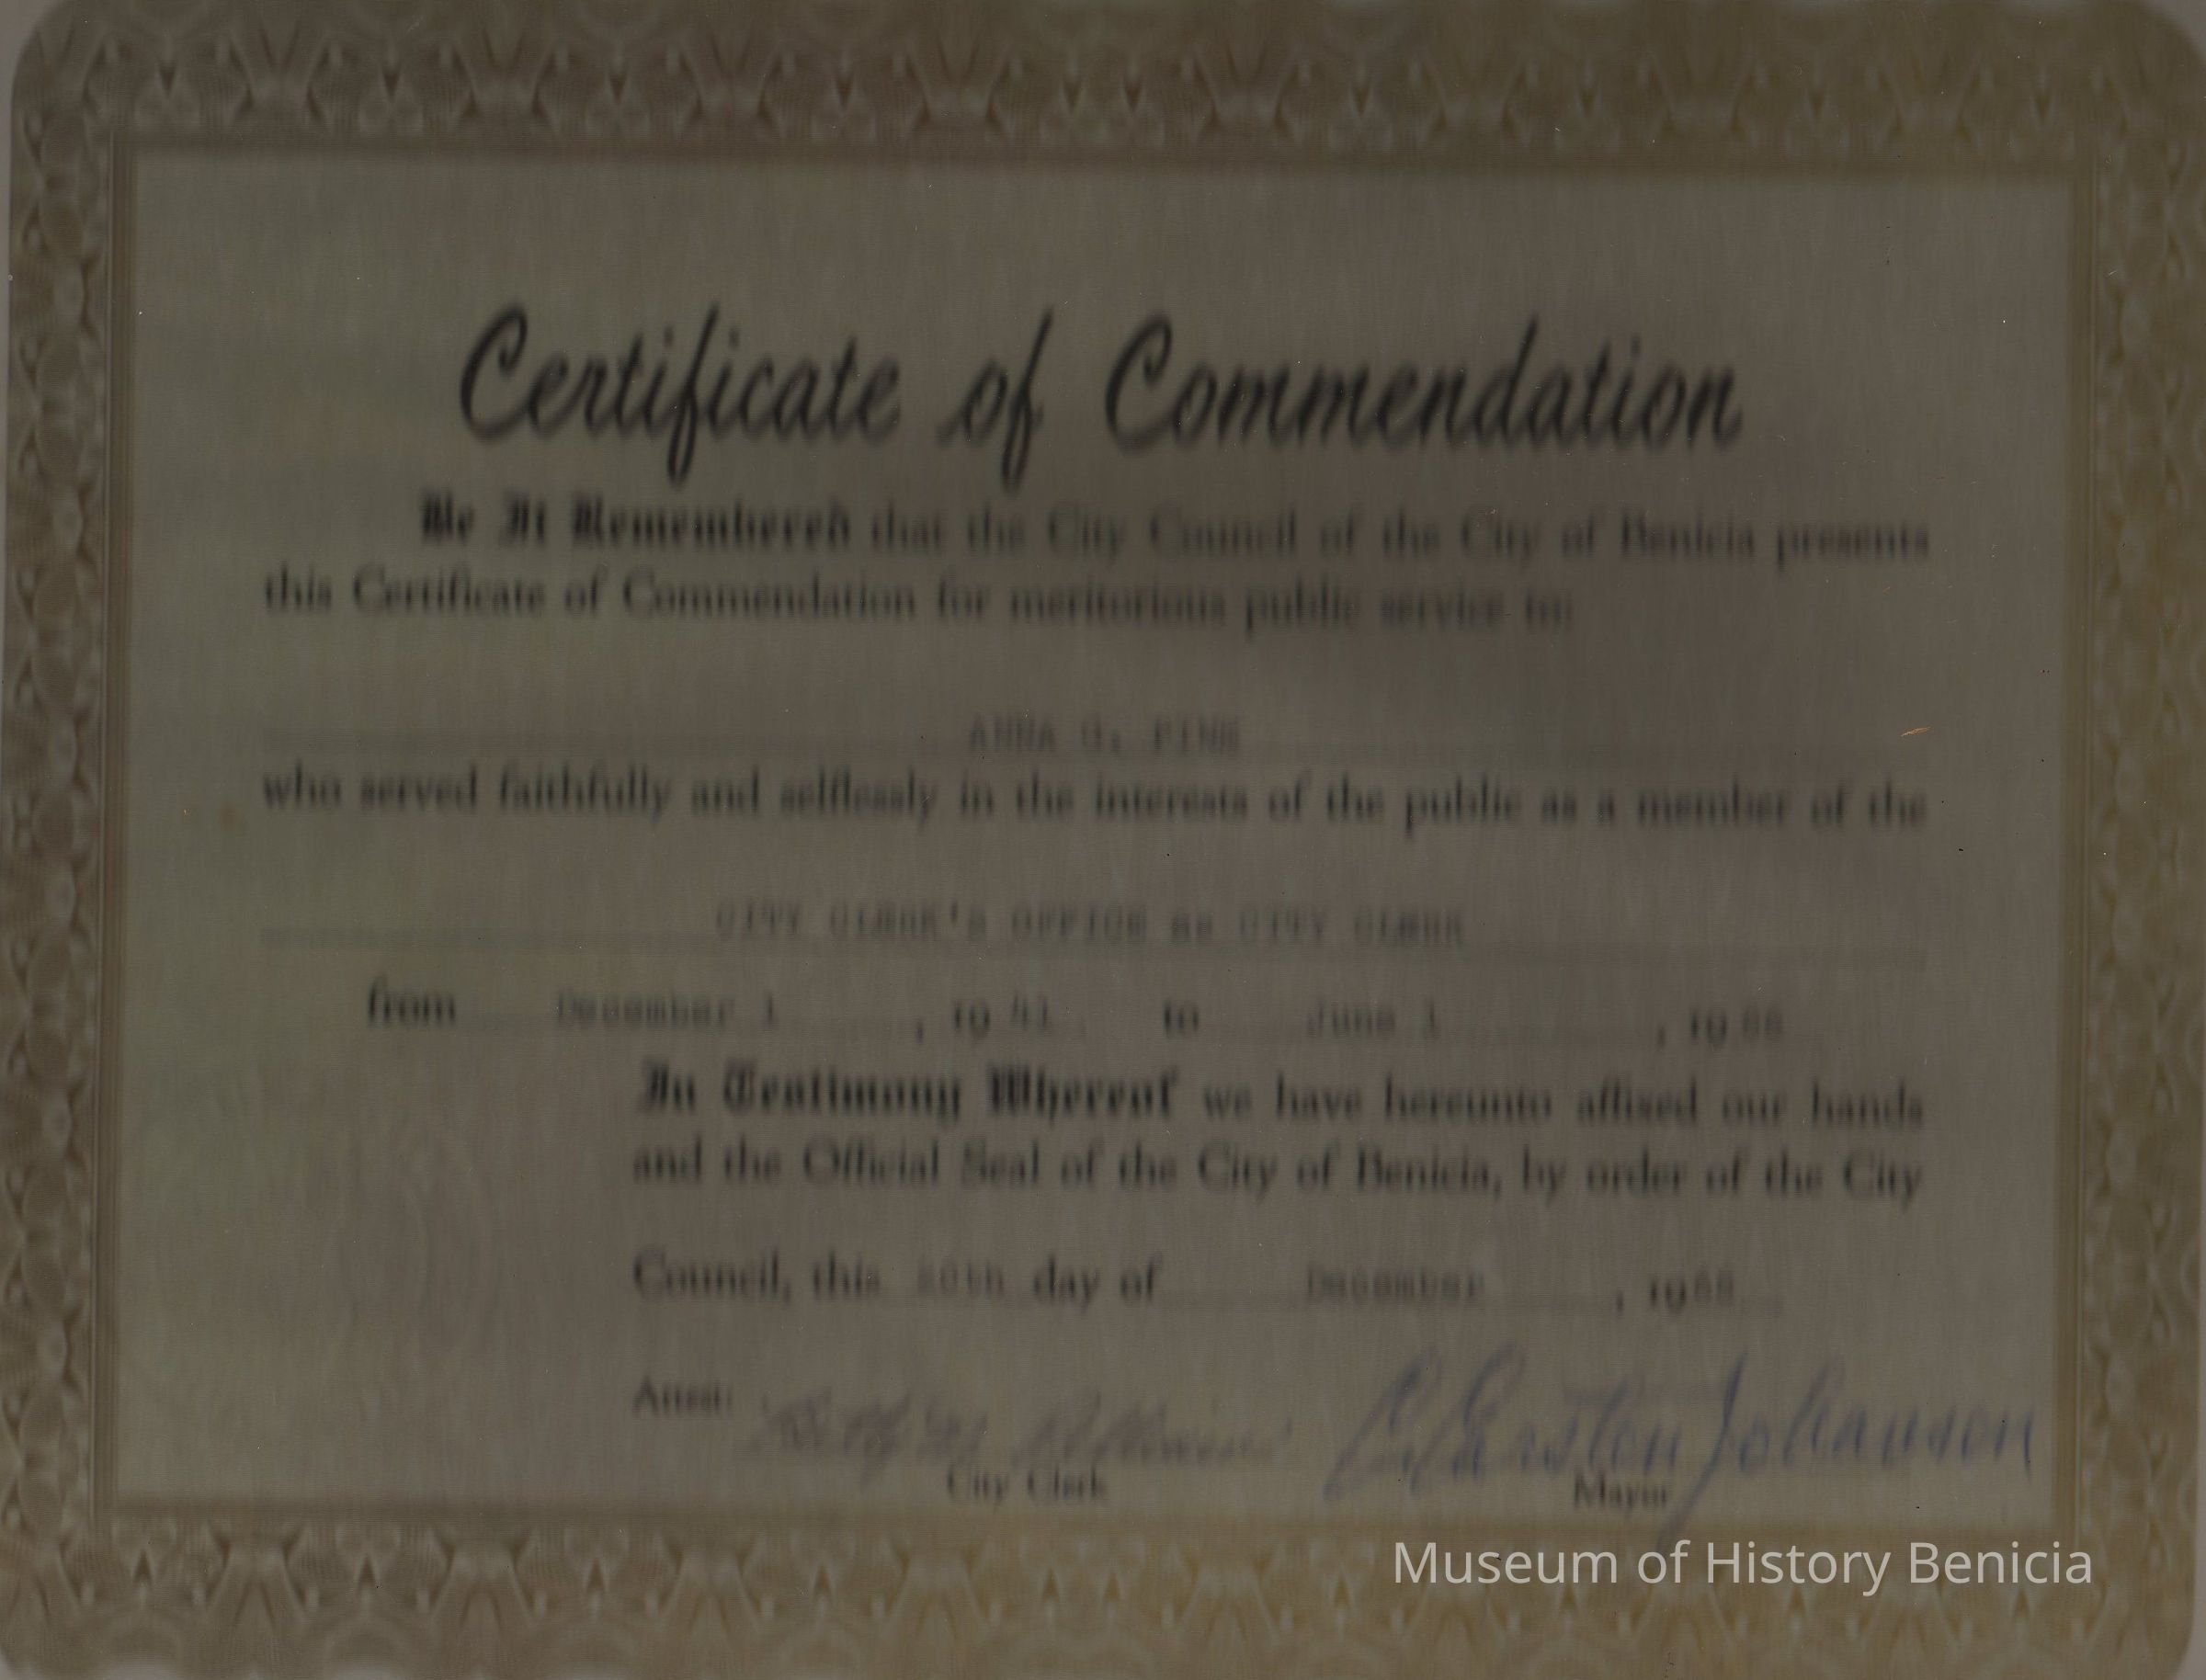 Certificate of Commendation
Be It Remembered that the City Council of the City of Benicia presents
this Certificate of Commendation for meritorious public service to:
ANNA
who served faithfully and selflessly in the interests of the public as a member of the
CITY CLERK'S OFFICE as CITY CLERK
from December 1, 19 41 to June 1, 19
In Testimony Whereof we have hereunto affixed our hands
and the Official Seal of the City of Benicia, by order of the City
Council, this day of December, 19
Attest: Johansen
City Clerk Mayor
Museum of History Benicia